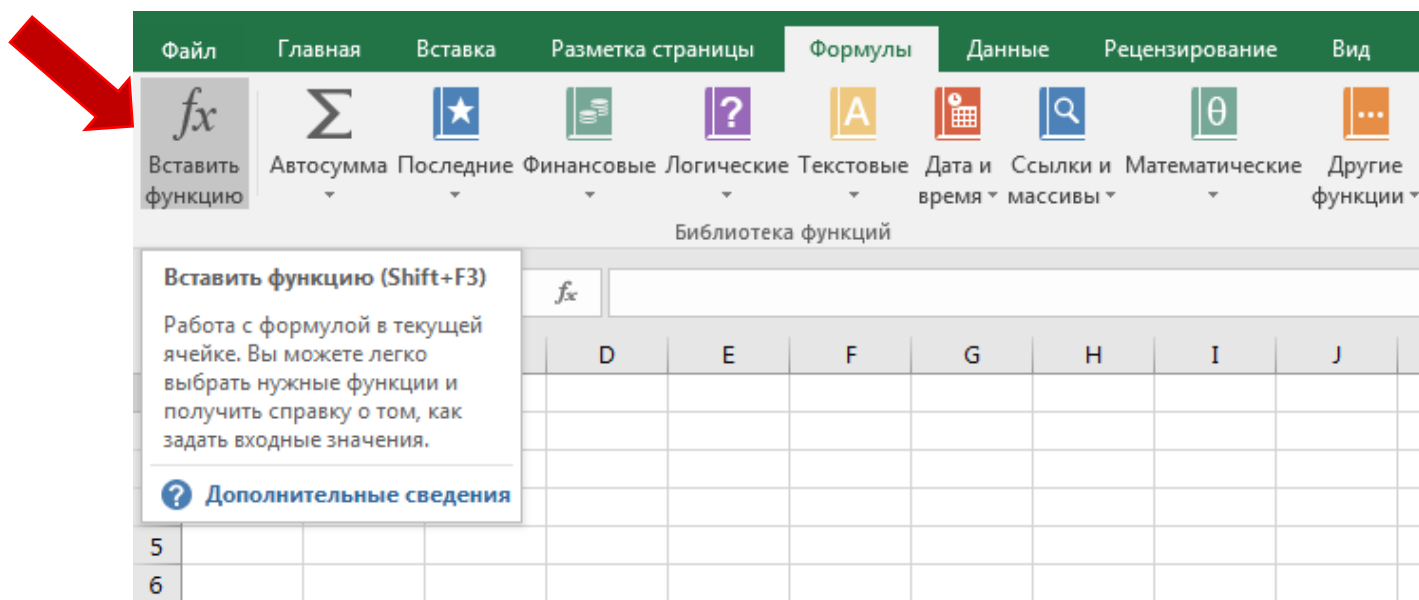 Файл Главная Вставка Разметка страницы Формулы Данные Рецензирование Вид
fx Σ ? A θ
Вставить функцию
Автосумма
Последние
Финансовые
Логические
Текстовые
Дата и время
Ссылки и массивы
Математические
Другие функции
Библиотека функций
Вставить функцию (Shift+F3)
Работа с формулой в текущей
ячейке. Вы можете легко
выбрать нужные функции и
получить справку о том, как
задать входные значения.
? Дополнительные сведения
fx
D E F G H I J
5
6